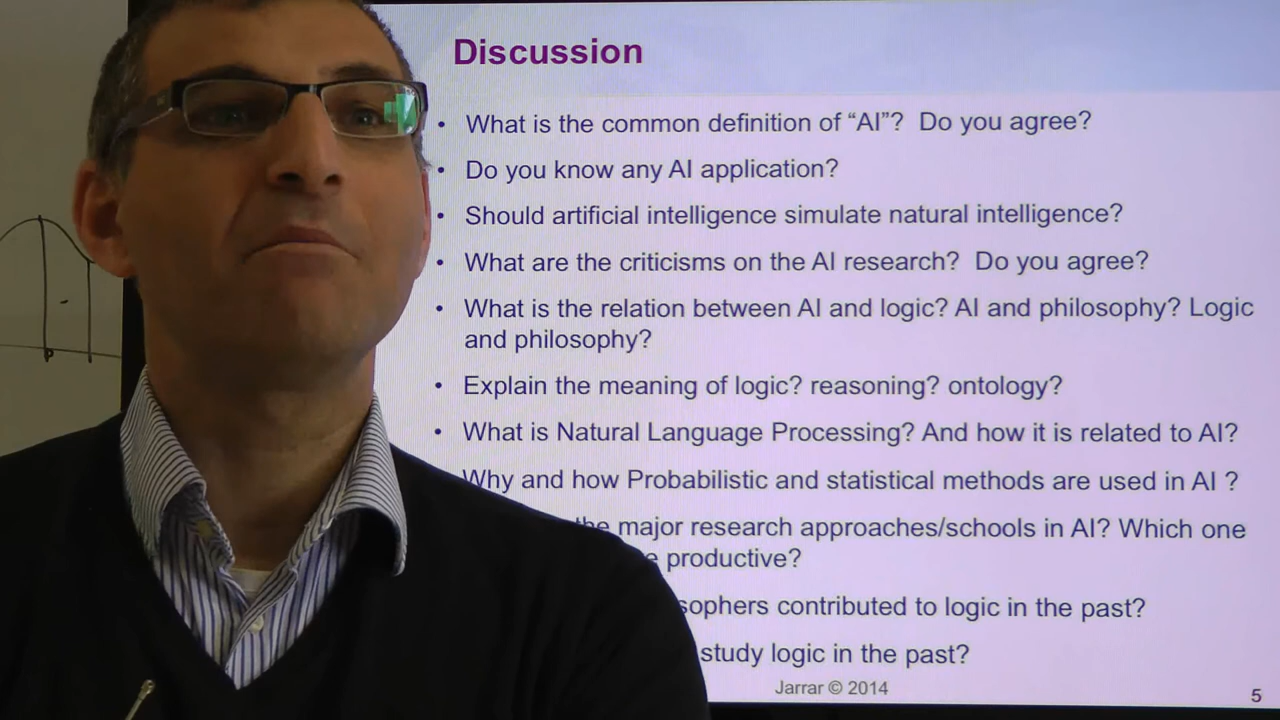 Discussion
• What is the common definition of “AI”? Do you agree?
• Do you know any AI application?
• Should artificial intelligence simulate natural intelligence?
• What are the criticisms on the AI research? Do you agree?
• What is the relation between AI and logic? AI and philosophy? Logic
and philosophy?
• Explain the meaning of logic? reasoning? ontology?
• What is Natural Language Processing? And how it is related to AI?
Why and how Probabilistic and statistical methods are used in AI ?
the major research approaches/schools in AI? Which one
productive?
contributed to logic in the past?
study logic in the past?
Jarrar © 2014
5